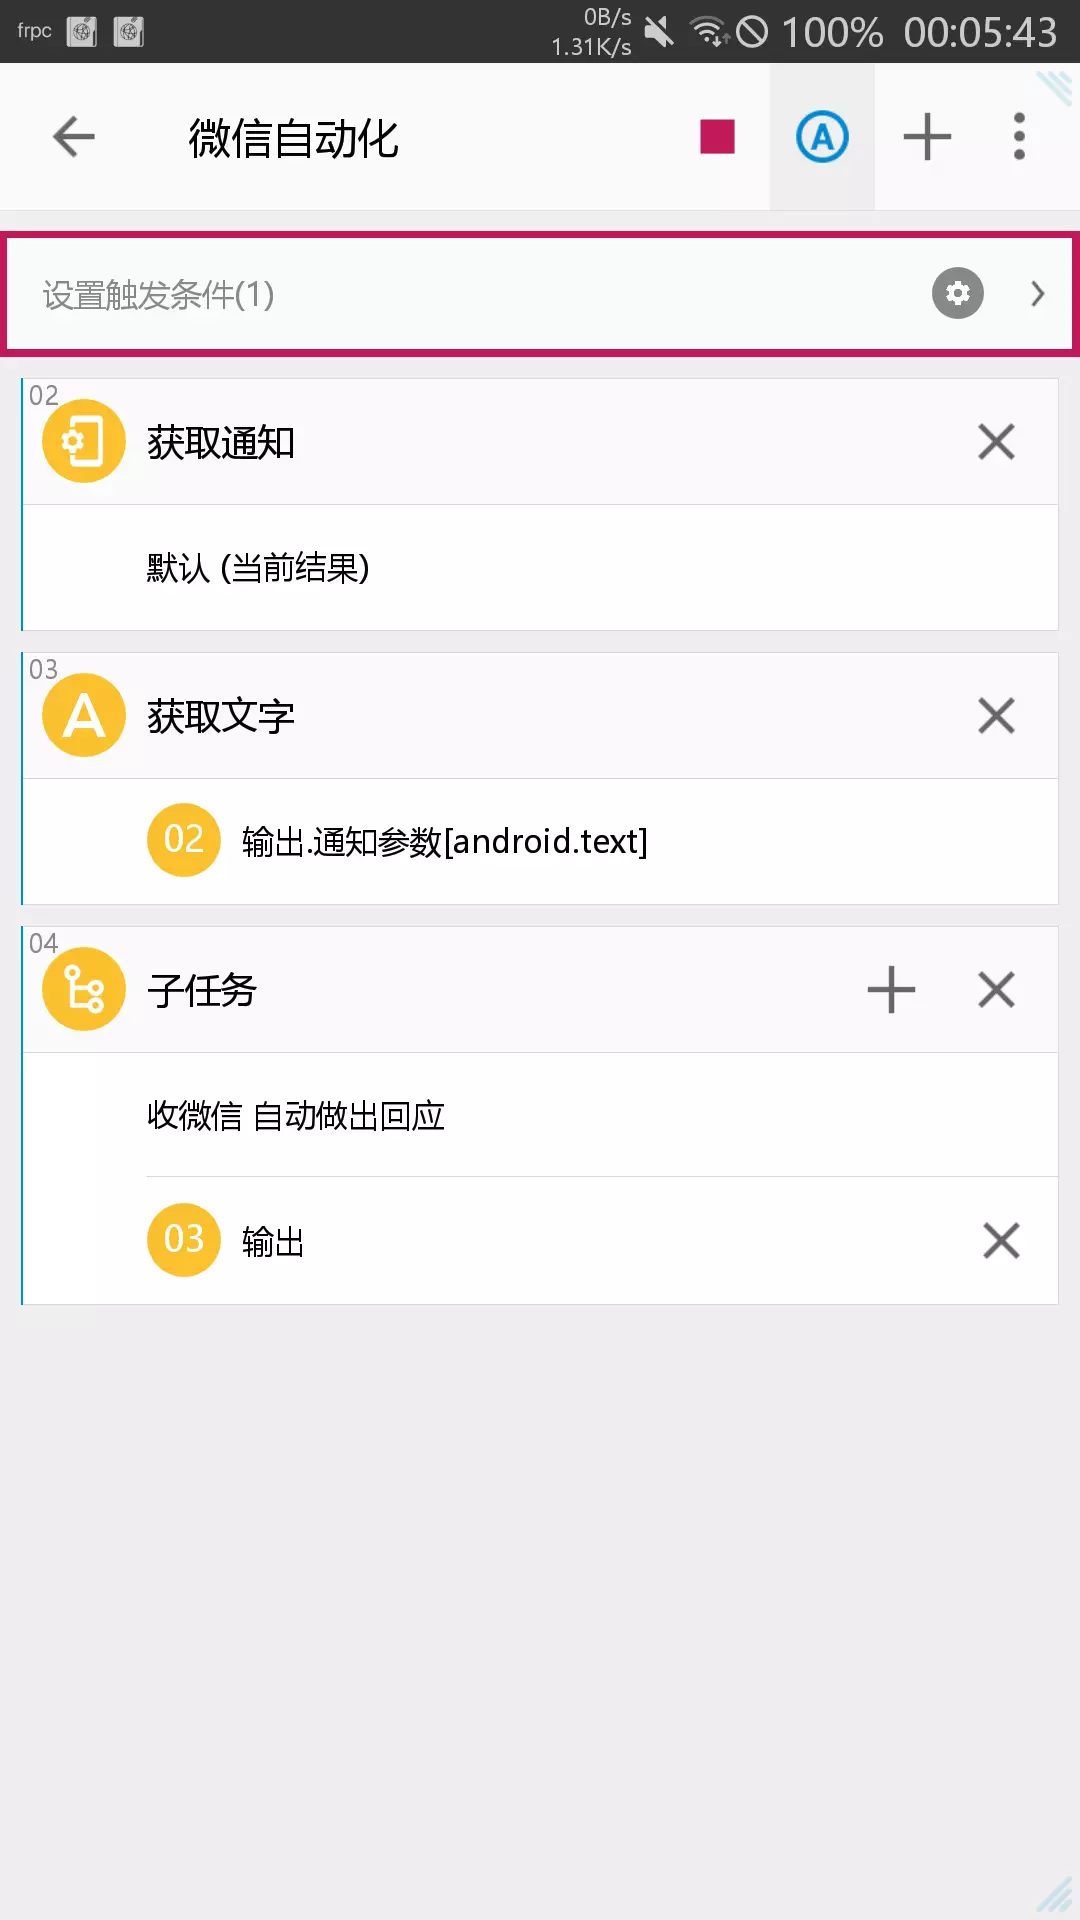 frpc 0B/s 1.31K/s 100% 00:05:43
微信自动化
设置触发条件(1)
02
获取通知
默认 (当前结果)
03
获取文字
02 输出.通知参数[android.text]
04
子任务
收微信 自动做出回应
03 输出